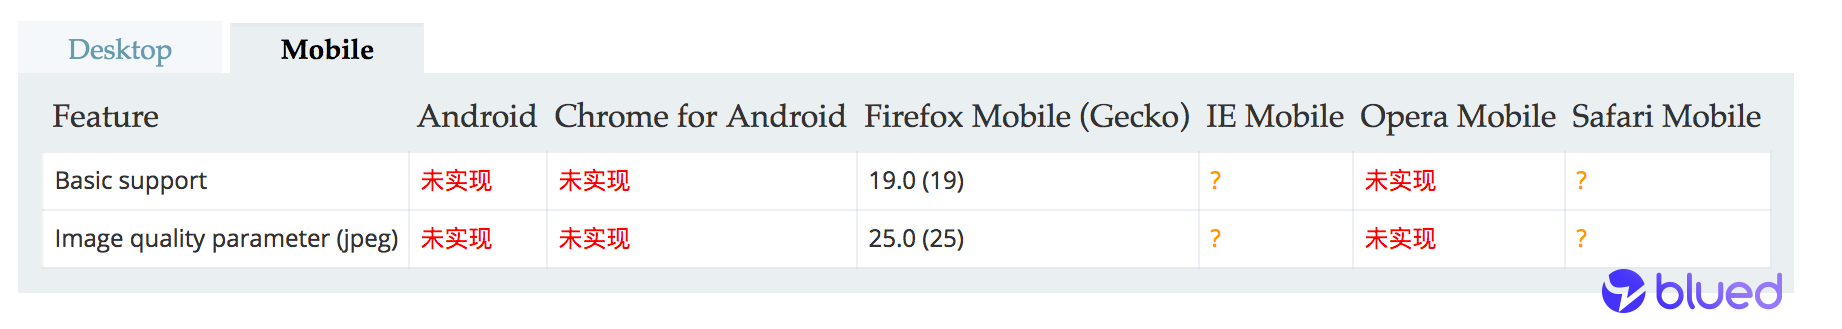 Desktop Mobile
Feature Android Chrome for Android Firefox Mobile (Gecko) IE Mobile Opera Mobile Safari Mobile
Basic support 未实现 未实现 19.0 (19) ? 未实现 ?
Image quality parameter (jpeg) 未实现 未实现 25.0 (25) ? 未实现 ?
blued